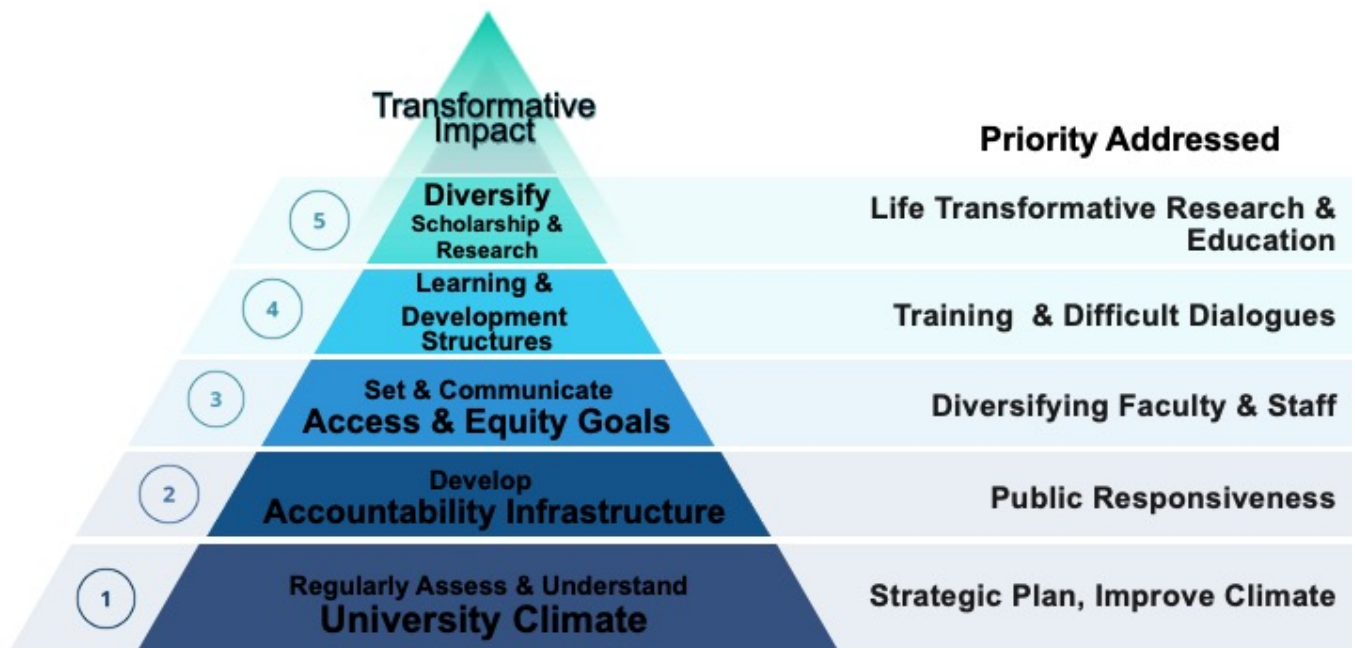 Transformative
Impact
Priority Addressed
5
Diversify
Scholarship &
Research
Life Transformative Research &
Education
4
Learning &
Development
Structures
Training & Difficult Dialogues
3
Set & Communicate
Access & Equity Goals
Diversifying Faculty & Staff
2
Develop
Accountability Infrastructure
Public Responsiveness
1
Regularly Assess & Understand
University Climate
Strategic Plan, Improve Climate